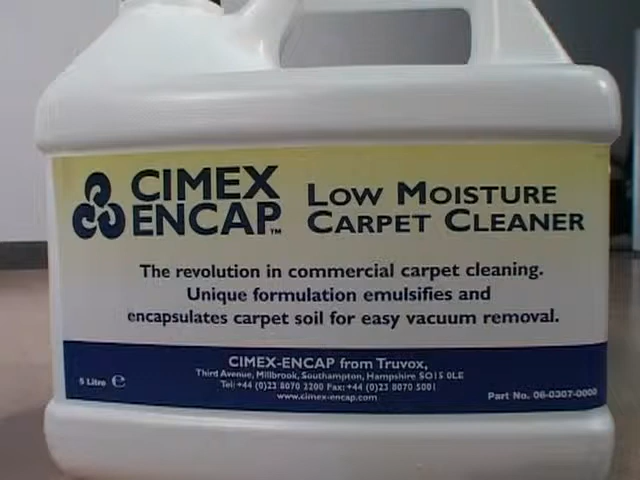 CIMEX
ENCAP™
LOW MOISTURE
CARPET CLEANER
The revolution in commercial carpet cleaning.
Unique formulation emulsifies and
encapsulates carpet soil for easy vacuum removal.
CIMEX-ENCAP from Truvox,
Third Avenue, Millbrook, Southampton, Hampshire SO15 0LE
Tel: +44 (0)23 8070 2200 Fax: +44 (0)23 8070 5001
www.cimex-encap.com
5 Litre ℮
Part No. 06-0307-0000